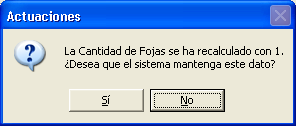 Actuaciones
La Cantidad de Fojas se ha recalculado con 1.
¿Desea que el sistema mantenga este dato?
Sí
No